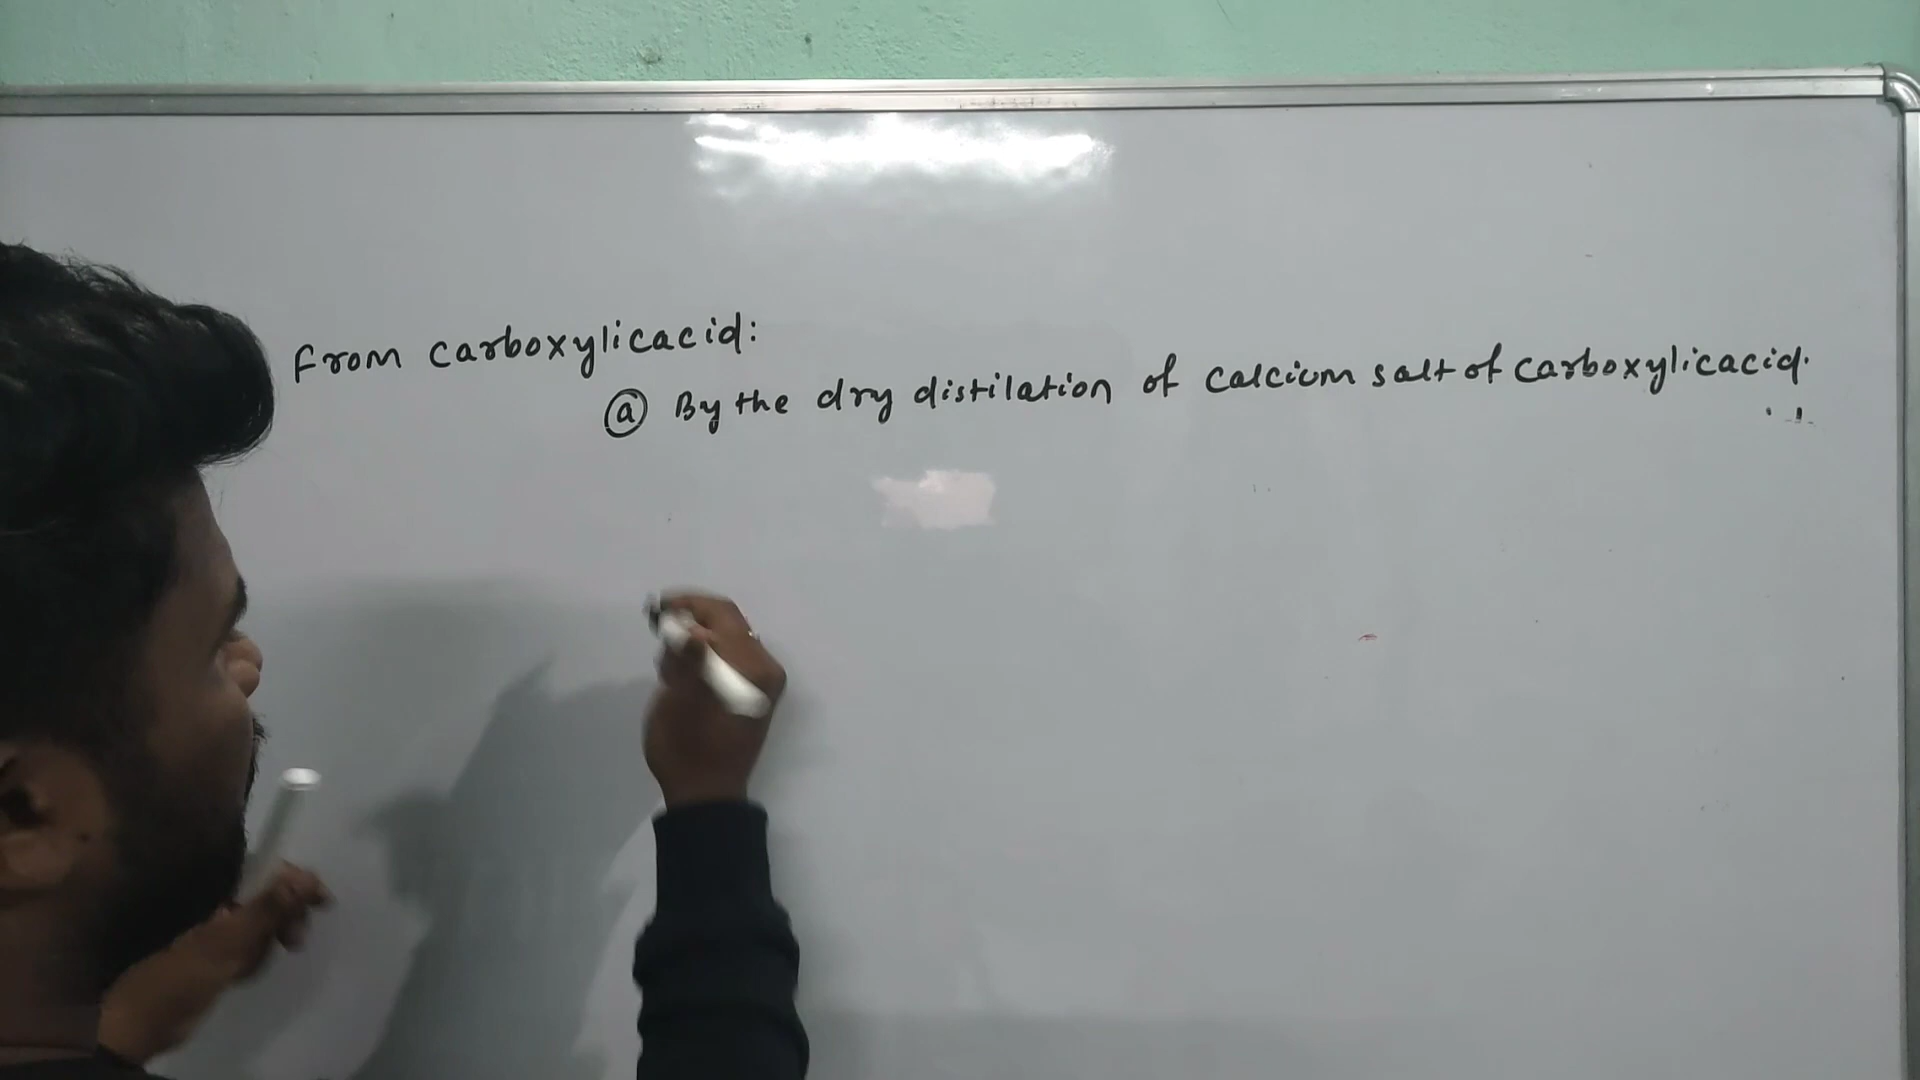 From carboxylicacid:
ⓐ By the dry distilation of calcium salt of carboxylicacid.